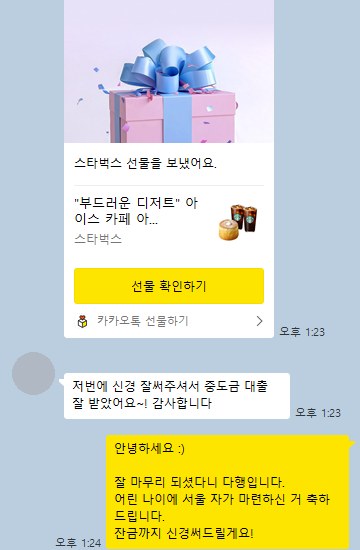 스타벅스 선물을 보냈어요.
"부드러운 디저트" 아
이스 카페 아...
스타벅스
선물 확인하기
카카오톡 선물하기
오후 1:23
저번에 신경 잘써주셔서 중도금 대출
잘 받았어요~! 감사합니다
오후 1:23
안녕하세요 :)
잘 마무리 되셨다니 다행입니다.
어린 나이에 서울 자가 마련하신 거 축하
드립니다.
잔금까지 신경써드릴게요!
오후 1:24